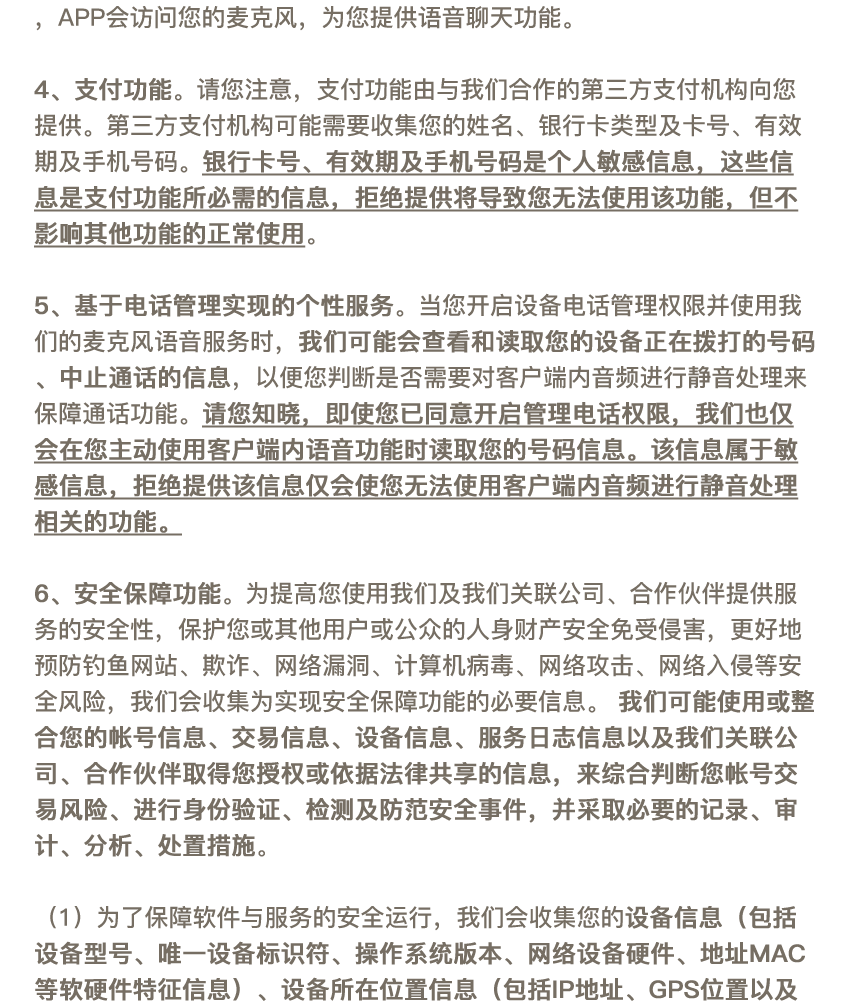 ，APP会访问您的麦克风，为您提供语音聊天功能。
4、支付功能。请您注意，支付功能由与我们合作的第三方支付机构向您
提供。第三方支付机构可能需要收集您的姓名、银行卡类型及卡号、有效
期及手机号码。银行卡号、有效期及手机号码是个人敏感信息，这些信
息是支付功能所必需的信息，拒绝提供将导致您无法使用该功能，但不
影响其他功能的正常使用。
5、基于电话管理实现的个性服务。当您开启设备电话管理权限并使用我
们的麦克风语音服务时，我们可能会查看和读取您的设备正在拨打的号码
、中止通话的信息，以便您判断是否需要对客户端内音频进行静音处理来
保障通话功能。请您知晓，即使您已同意开启管理电话权限，我们也仅
会在您主动使用客户端内语音功能时读取您的号码信息。该信息属于敏
感信息，拒绝提供该信息仅会使您无法使用客户端内音频进行静音处理
相关的功能。
6、安全保障功能。为提高您使用我们及我们关联公司、合作伙伴提供服
务的安全性，保护您或其他用户或公众的人身财产安全免受侵害，更好地
预防钓鱼网站、欺诈、网络漏洞、计算机病毒、网络攻击、网络入侵等安
全风险，我们会收集为实现安全保障功能的必要信息。 我们可能使用或整
合您的帐号信息、交易信息、设备信息、服务日志信息以及我们关联公
司、合作伙伴取得您授权或依据法律共享的信息，来综合判断您帐号交
易风险、进行身份验证、检测及防范安全事件，并采取必要的记录、审
计、分析、处置措施。
（1）为了保障软件与服务的安全运行，我们会收集您的设备信息（包括
设备型号、唯一设备标识符、操作系统版本、网络设备硬件、地址MAC
等软硬件特征信息）、设备所在位置信息（包括IP地址、GPS位置以及